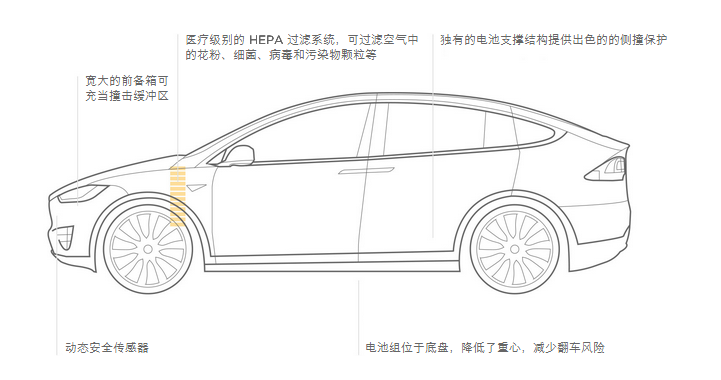 医疗级别的 HEPA 过滤系统，可过滤空气中
的花粉、细菌、病毒和污染物颗粒等
独有的电池支撑结构提供出色的的侧撞保护
宽大的前备箱可
充当撞击缓冲区
动态安全传感器
电池组位于底盘，降低了重心，减少翻车风险